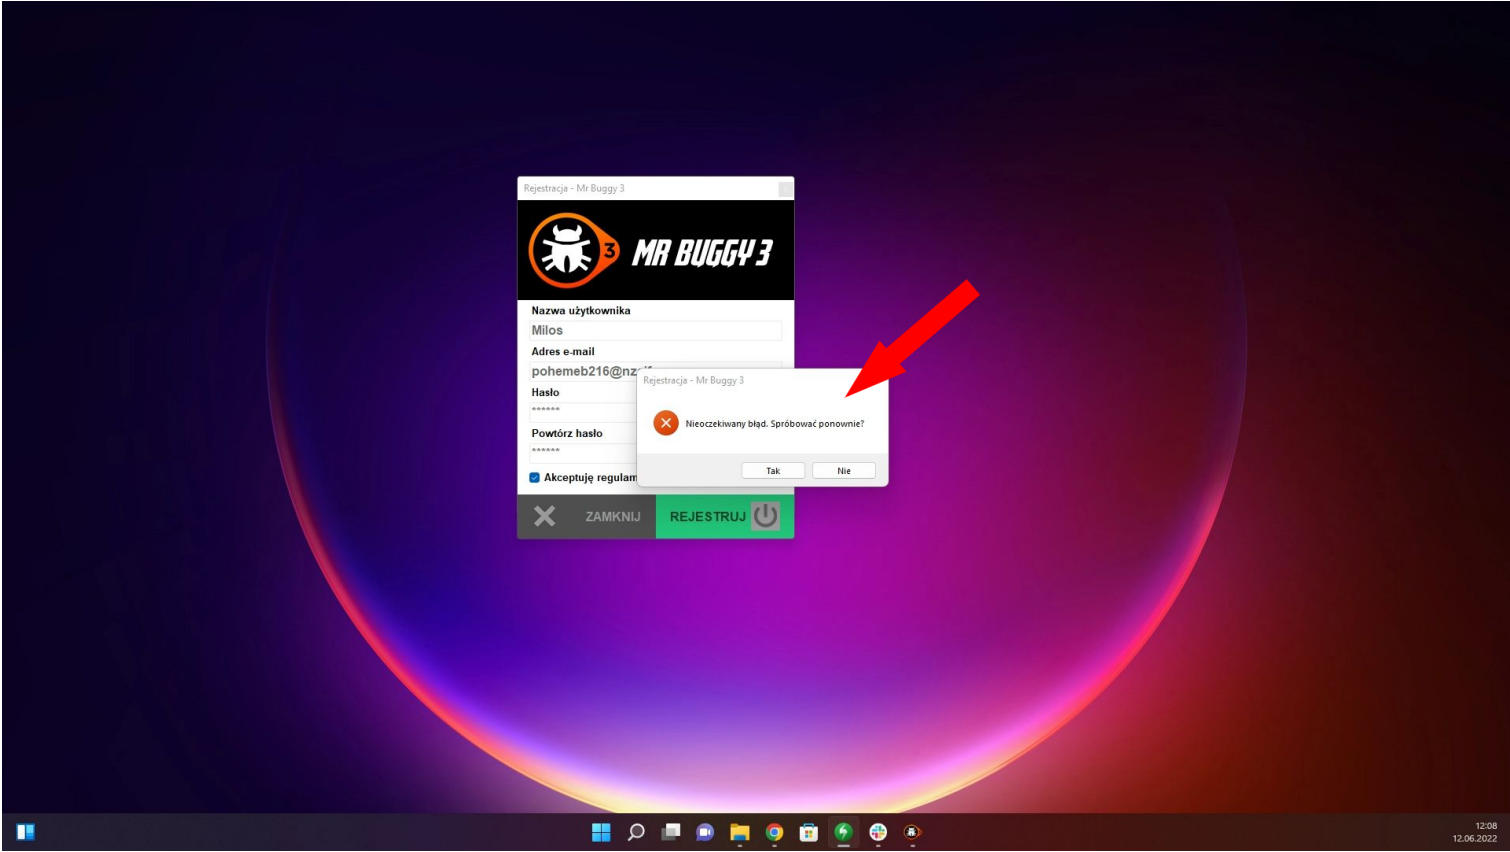 Rejestracja - Mr Buggy 3
3 MR BUGGY 3
Nazwa użytkownika
Milos
Adres e-mail
Rejestracja - Mr Buggy 3
Hasło
******
Nieoczekiwany błąd. Spróbować ponownie?
Powtórz hasło
******
Tak Nie
Akceptuję
ZAMKNIJ REJESTRUJ
12:08
12.06.2022